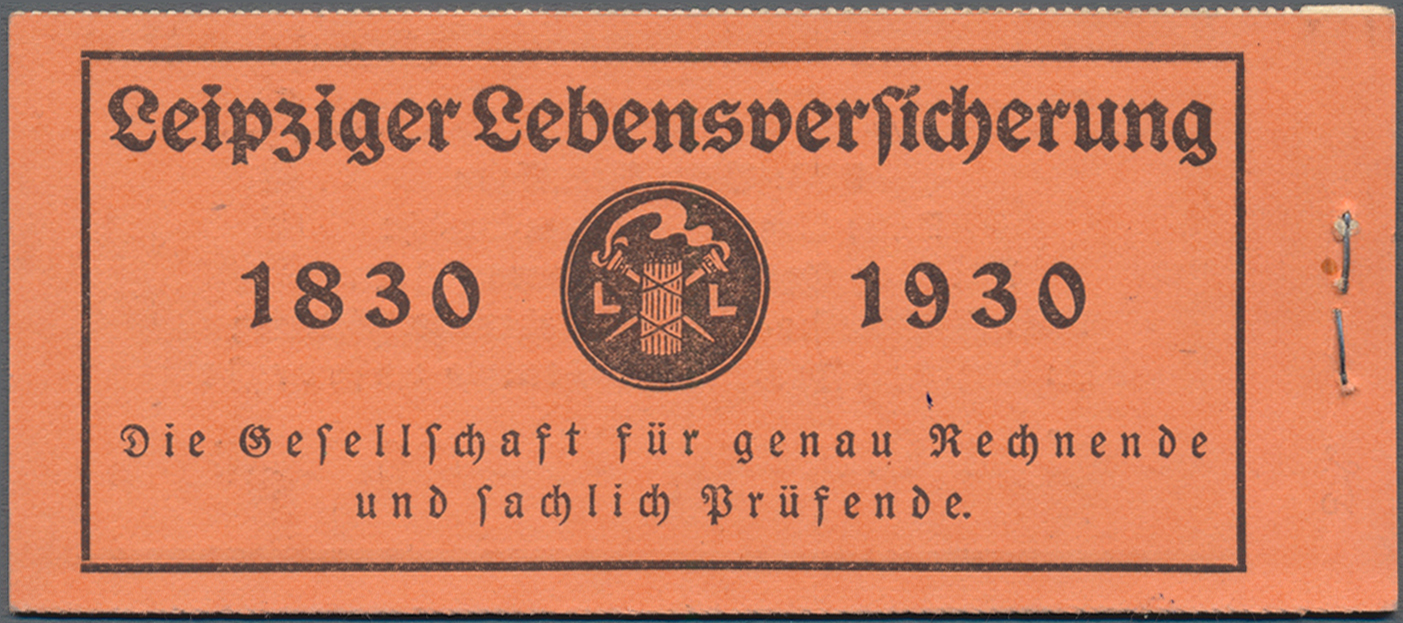 Leipziger Lebensverſicherung
1830 L L 1930
Die Geſellſchaft für genau Rechnende
und ſachlich Prüfende.